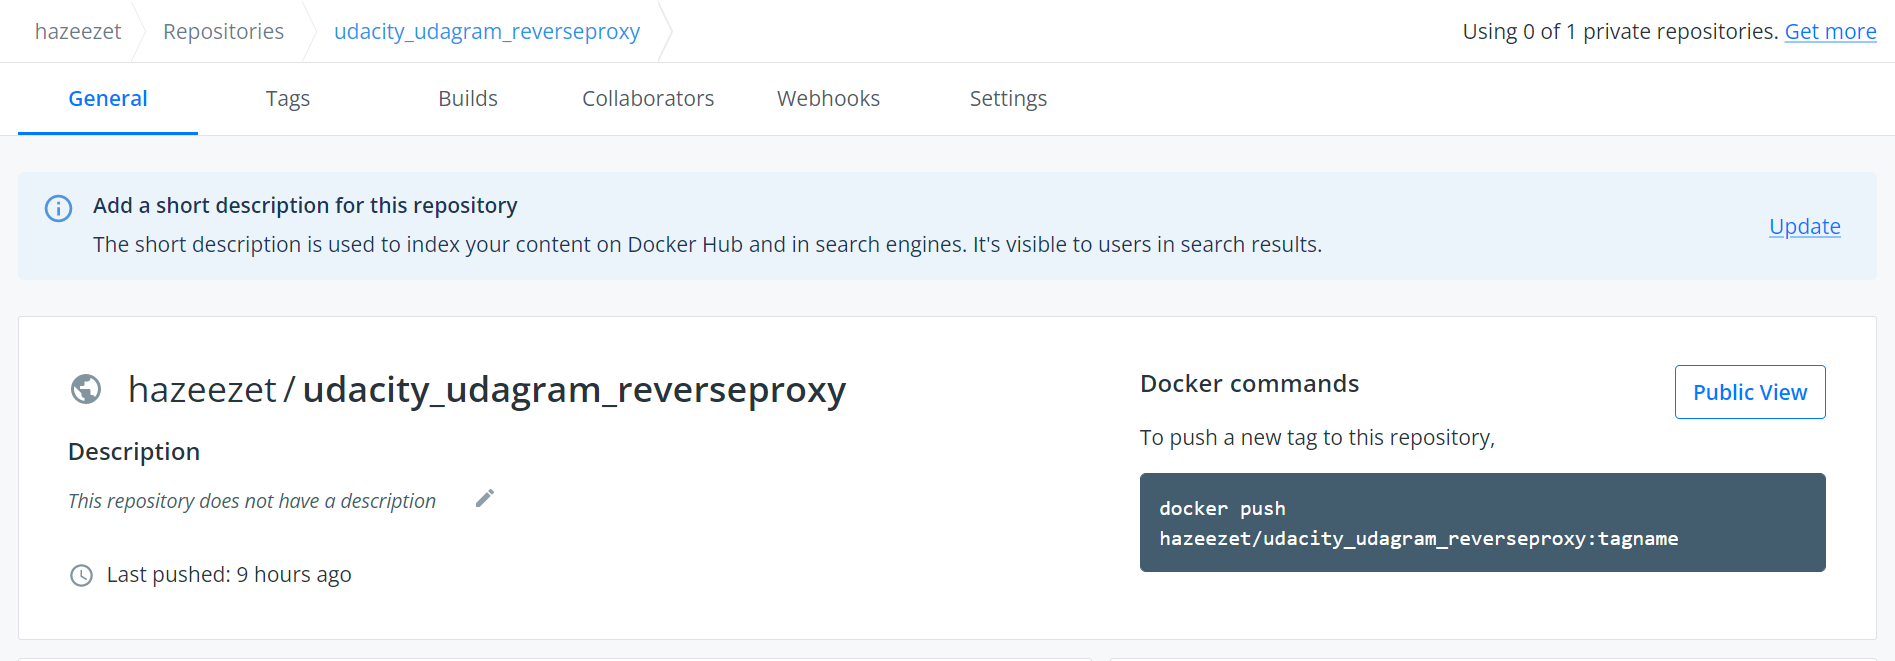 hazeezet Repositories udacity_udagram_reverseproxy Using 0 of 1 private repositories. Get more
General Tags Builds Collaborators Webhooks Settings
Add a short description for this repository
The short description is used to index your content on Docker Hub and in search engines. It's visible to users in search results.
Update
hazeezet / udacity_udagram_reverseproxy
Description
This repository does not have a description
Last pushed: 9 hours ago
Docker commands
Public View
To push a new tag to this repository,
docker push
hazeezet/udacity_udagram_reverseproxy:tagname